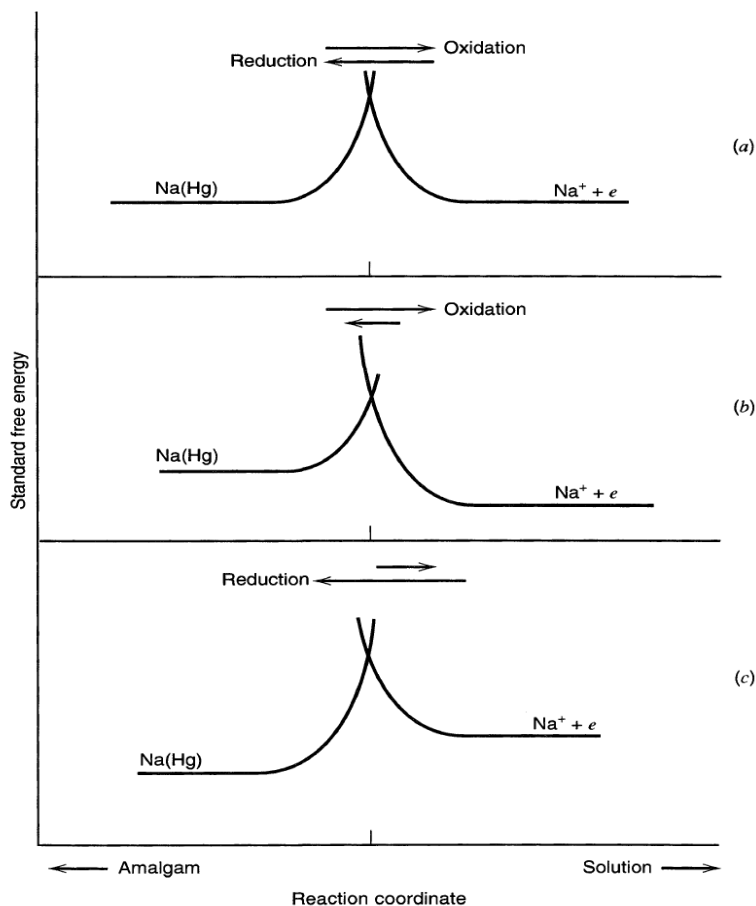 Oxidation
Reduction
(a)
Na(Hg)
Na⁺ + e
Oxidation
(b)
Na(Hg)
Na⁺ + e
Standard free energy
Reduction
(c)
Na⁺ + e
Na(Hg)
Amalgam
Solution
Reaction coordinate